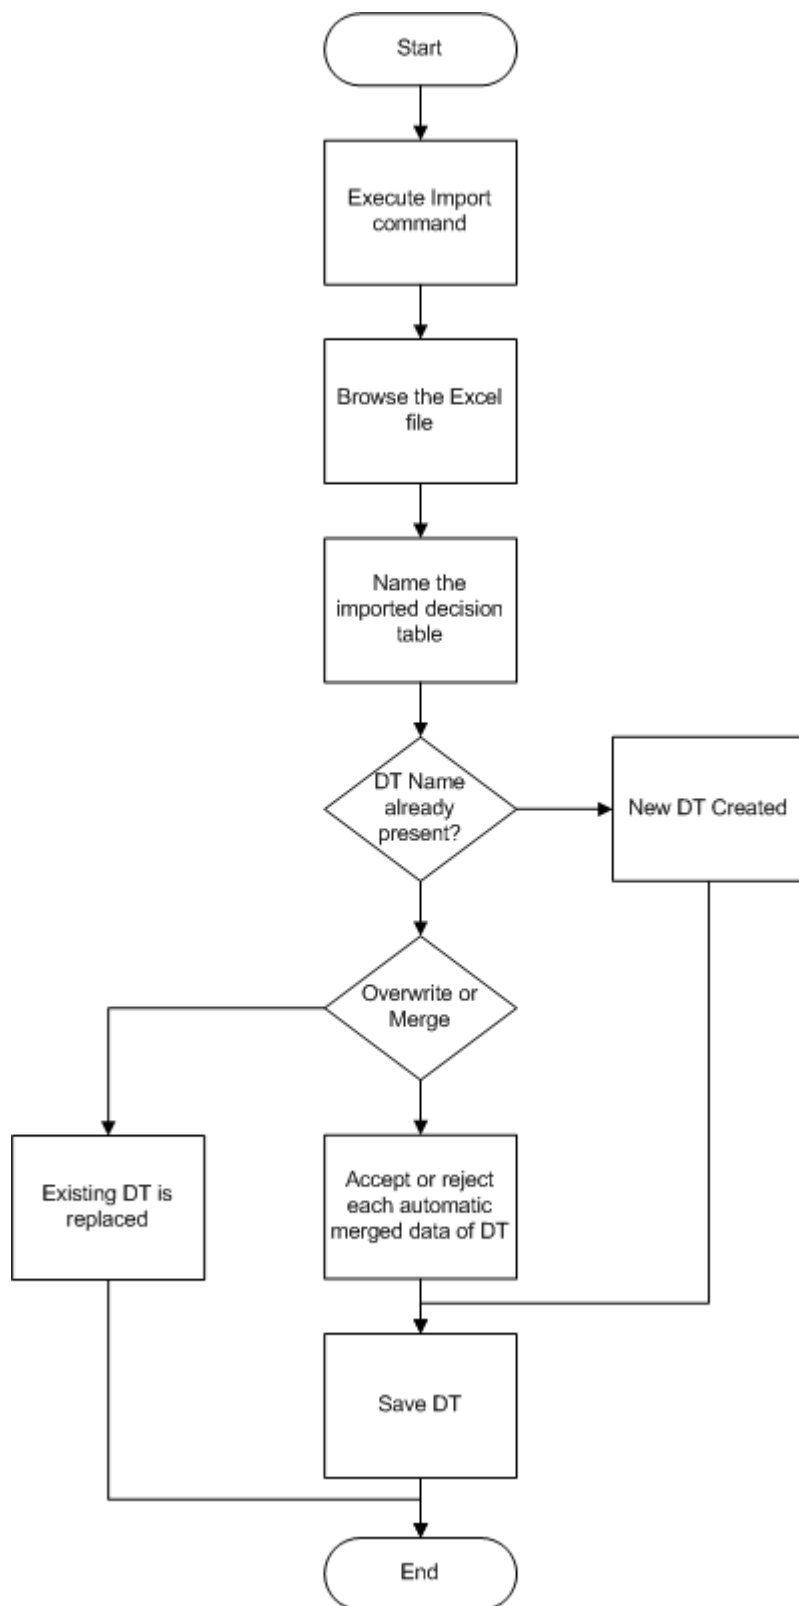 Start
Execute Import
command
Browse the Excel
file
Name the
imported decision
table
DT Name
already
present?
New DT Created
Overwrite or
Merge
Existing DT is
replaced
Accept or reject
each automatic
merged data of DT
Save DT
End